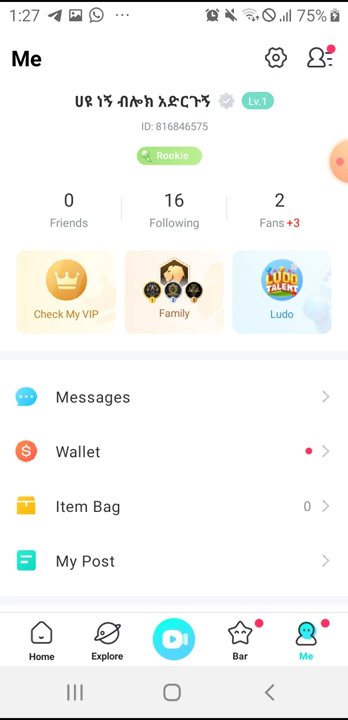 1:27
75%
Me
ሀዩ ነኝ ብሎክ አድርጉኝ Lv.1
ID: 816846575
Rookie
0 16 2
Friends Following Fans +3
LUDO TALENT
Check My VIP Family Ludo
Messages
Wallet
Item Bag 0
My Post
Home Explore Bar Me